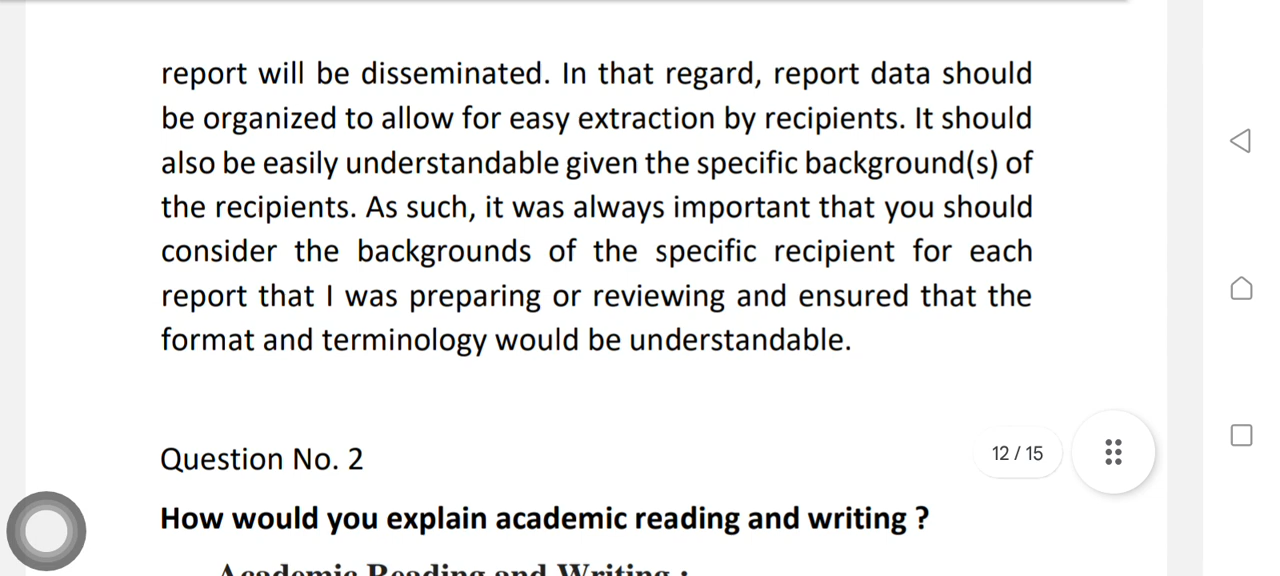 report will be disseminated. In that regard, report data should
be organized to allow for easy extraction by recipients. It should
also be easily understandable given the specific background(s) of
the recipients. As such, it was always important that you should
consider the backgrounds of the specific recipient for each
report that I was preparing or reviewing and ensured that the
format and terminology would be understandable.
Question No. 2
12 / 15
How would you explain academic reading and writing ?
Academic Reading and Writing :